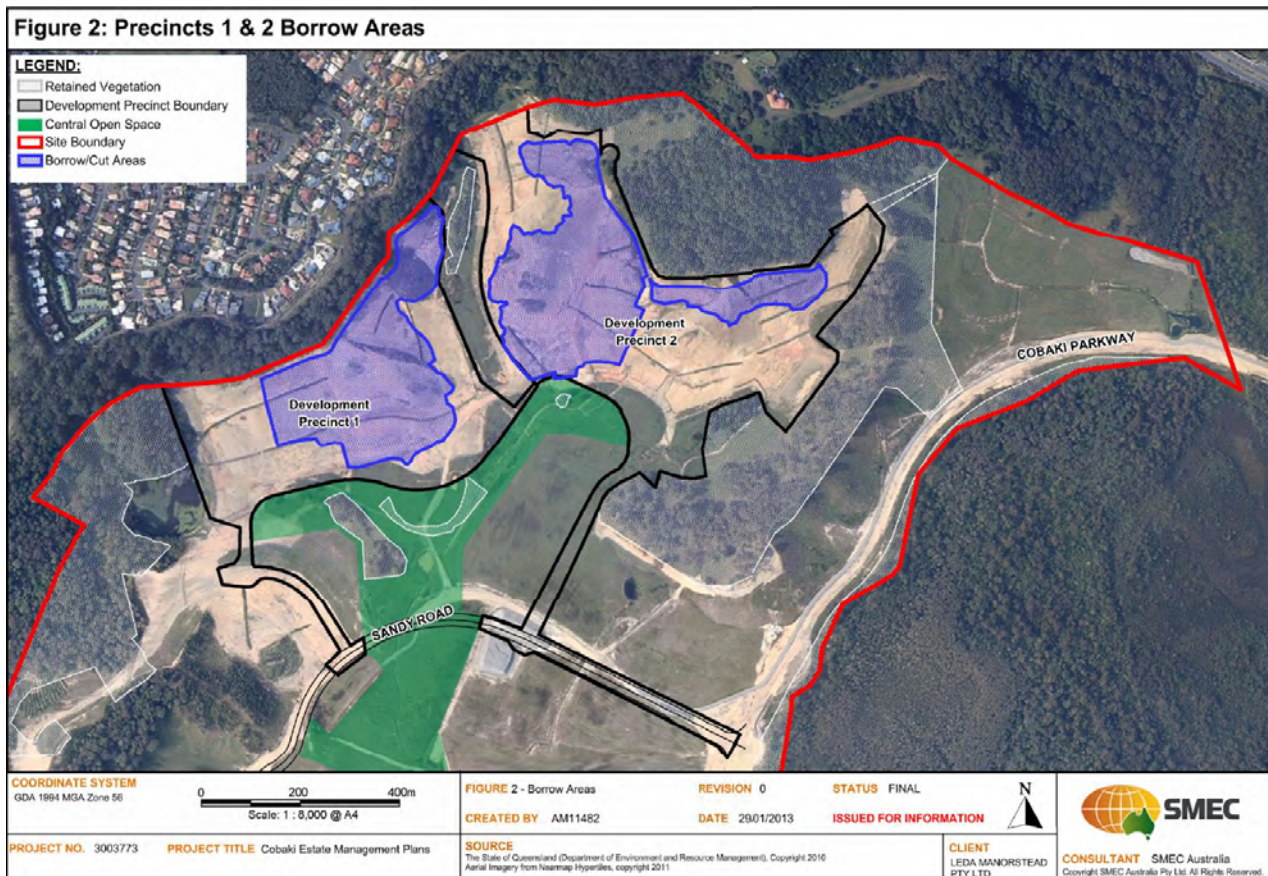 Figure 2: Precincts 1 & 2 Borrow Areas
LEGEND:
Retained Vegetation
Development Precinct Boundary
Central Open Space
Site Boundary
Borrow/Cut Areas
Development
Precinct 2
COBAKI PARKWAY
Development
Precinct 1
SANDY ROAD
COORDINATE SYSTEM
GDA 1994 MGA Zone 56
0 200 400m
Scale: 1 : 8,000 @ A4
PROJECT NO. 3003773 PROJECT TITLE Cobaki Estate Management Plans
FIGURE 2 - Borrow Areas REVISION 0 STATUS FINAL
CREATED BY AM11482 DATE 29/01/2013 ISSUED FOR INFORMATION
SOURCE
The State of Queensland (Department of Environment and Resource Management), Copyright 2010
Aerial Imagery from Nearmap Hypertiles, copyright 2011
N
CLIENT
LEDA MANORSTEAD
PTY LTD
SMEC
CONSULTANT SMEC Australia
Copyright SMEC Australia Pty Ltd. All Rights Reserved.